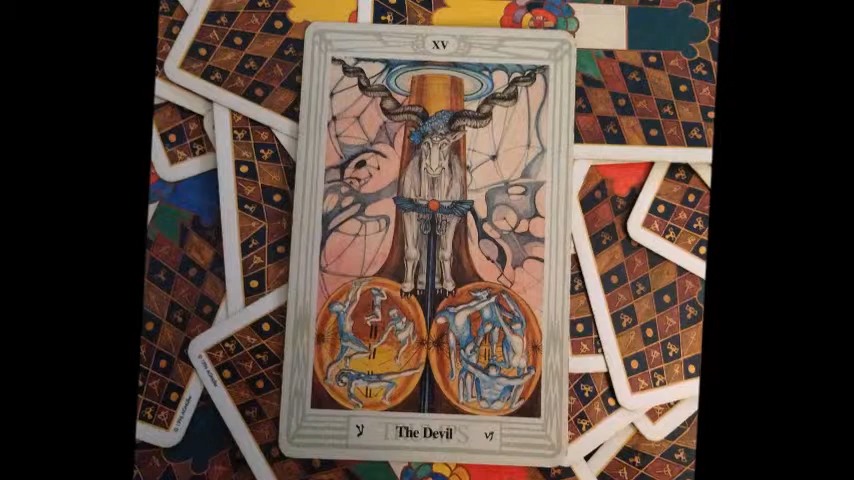 XV
ע The Devil ♑